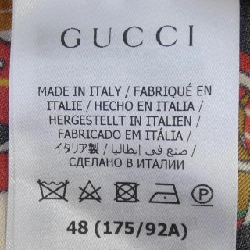 GUCCI
MADE IN ITALY / FABRIQUÉ EN
ITALIE / HECHO EN ITALIA /
HERGESTELLT IN ITALIEN /
FABRICADO EM ITÁLIA /
イタリア製 / صنع في إيطاليا /
СДЕЛАНО В ИТАЛИИ
P
48 (175/92A)